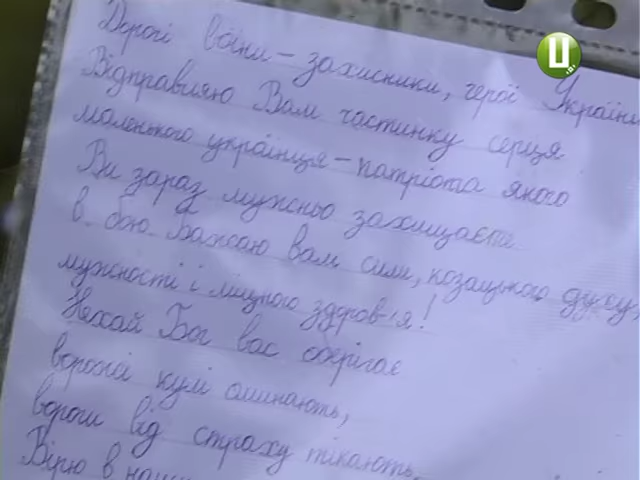 Дорогі воїни - захисники, герої України
Відправляю Вам частинку серця
маленького українця - патріота якого
Ви зараз мужньо захищаєте
в бою. Бажаю вам сили, козацького духу,
мужності і міцного здоров'я!
Нехай Бог вас оберігає
ворожі кулі оминають,
вороги від страху тікають,
Вірю в
Ц